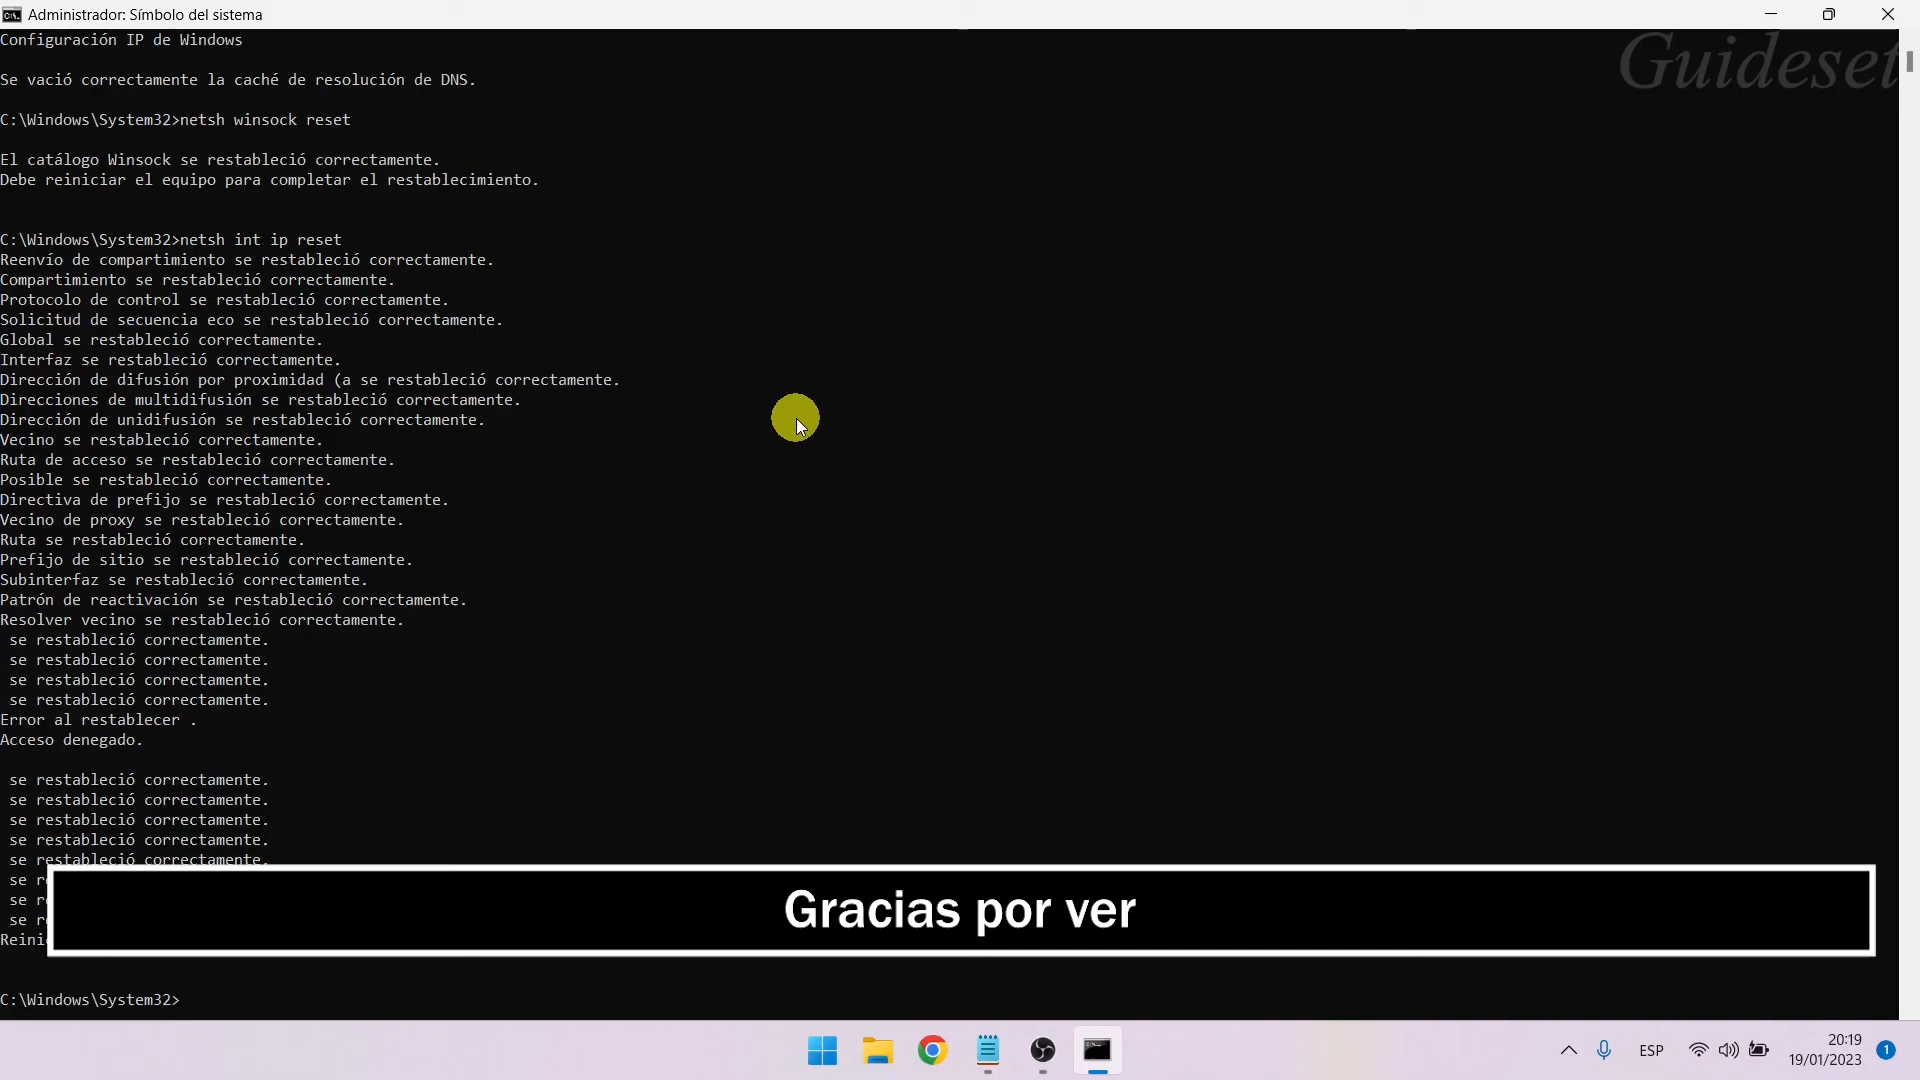 Administrador: Símbolo del sistema
Guideset
Configuración IP de Windows
Se vació correctamente la caché de resolución de DNS.
C:\Windows\System32>netsh winsock reset
El catálogo Winsock se restableció correctamente.
Debe reiniciar el equipo para completar el restablecimiento.
C:\Windows\System32>netsh int ip reset
Reenvío de compartimiento se restableció correctamente.
Compartimiento se restableció correctamente.
Protocolo de control se restableció correctamente.
Solicitud de secuencia eco se restableció correctamente.
Global se restableció correctamente.
Interfaz se restableció correctamente.
Dirección de difusión por proximidad (a se restableció correctamente.
Direcciones de multidifusión se restableció correctamente.
Dirección de unidifusión se restableció correctamente.
Vecino se restableció correctamente.
Ruta de acceso se restableció correctamente.
Posible se restableció correctamente.
Directiva de prefijo se restableció correctamente.
Vecino de proxy se restableció correctamente.
Ruta se restableció correctamente.
Prefijo de sitio se restableció correctamente.
Subinterfaz se restableció correctamente.
Patrón de reactivación se restableció correctamente.
Resolver vecino se restableció correctamente.
se restableció correctamente.
se restableció correctamente.
se restableció correctamente.
se restableció correctamente.
Error al restablecer .
Acceso denegado.
se restableció correctamente.
se restableció correctamente.
se restableció correctamente.
se restableció correctamente.
se restableció correctamente.
se
se
se
Gracias por ver
C:\Windows\System32>
ESP
20:19
19/01/2023
1